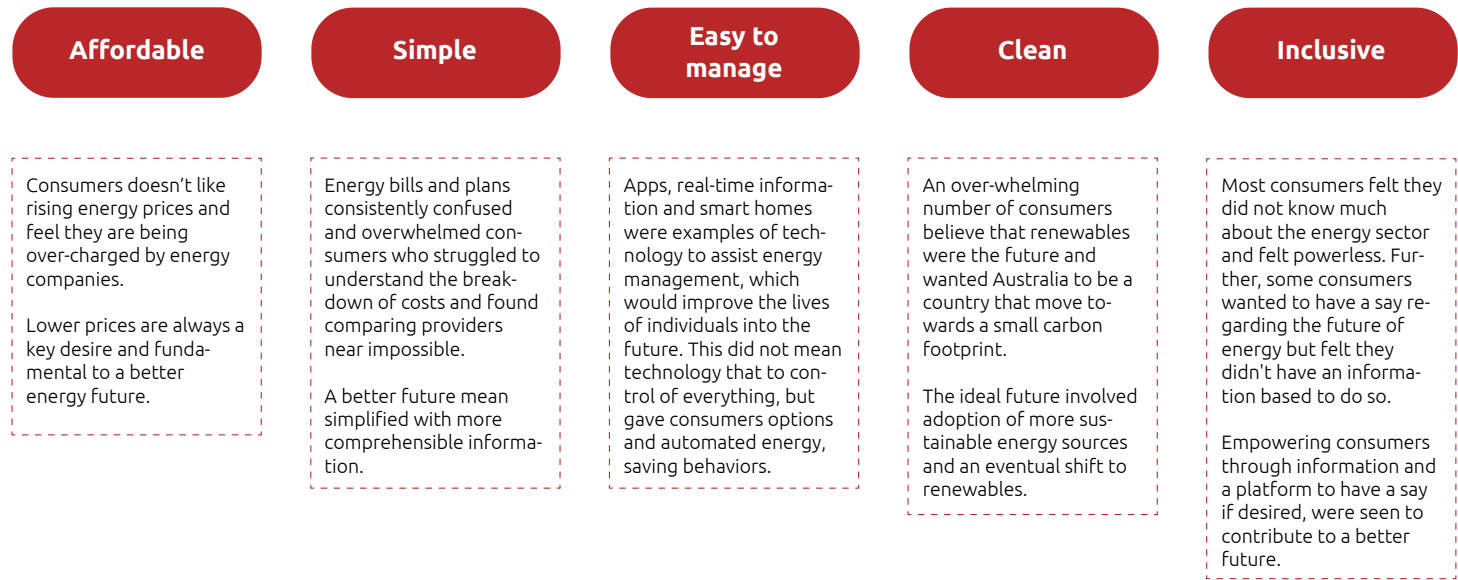 Affordable
Simple
Easy to
manage
Clean
Inclusive
Consumers doesn’t like
rising energy prices and
feel they are being
over-charged by energy
companies.
Lower prices are always a
key desire and funda-
mental to a better
energy future.
Energy bills and plans
consistently confused
and overwhelmed con-
sumers who struggled to
understand the break-
down of costs and found
comparing providers
near impossible.
A better future mean
simplified with more
comprehensible informa-
tion.
Apps, real-time informa-
tion and smart homes
were examples of tech-
nology to assist energy
management, which
would improve the lives
of individuals into the
future. This did not mean
technology that to con-
trol of everything, but
gave consumers options
and automated energy,
saving behaviors.
An over-whelming
number of consumers
believe that renewables
were the future and
wanted Australia to be a
country that move to-
wards a small carbon
footprint.
The ideal future involved
adoption of more sus-
tainable energy sources
and an eventual shift to
renewables.
Most consumers felt they
did not know much
about the energy sector
and felt powerless. Fur-
ther, some consumers
wanted to have a say re-
garding the future of
energy but felt they
didn't have an informa-
tion based to do so.
Empowering consumers
through information and
a platform to have a say
if desired, were seen to
contribute to a better
future.